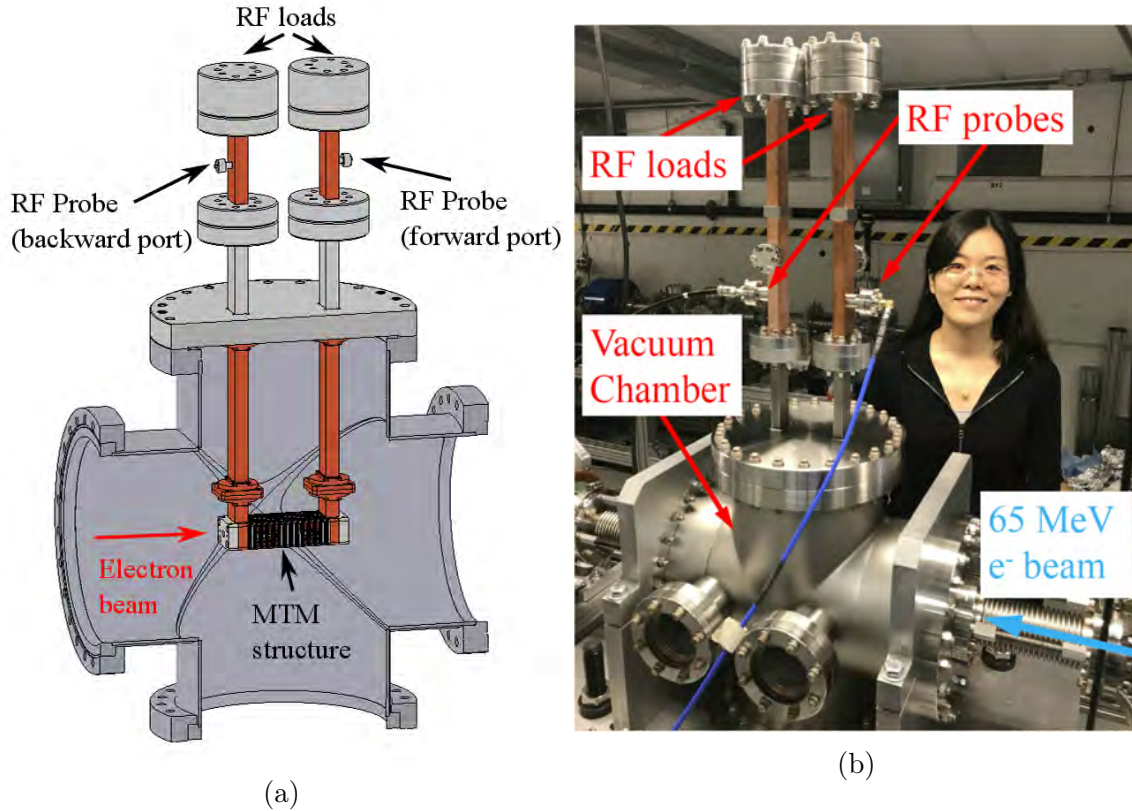 RF loads
RF Probe
(backward port)
RF Probe
(forward port)
Electron
beam
MTM
structure
(a)
RF loads
RF probes
Vacuum
Chamber
65 MeV
e⁻ beam
(b)